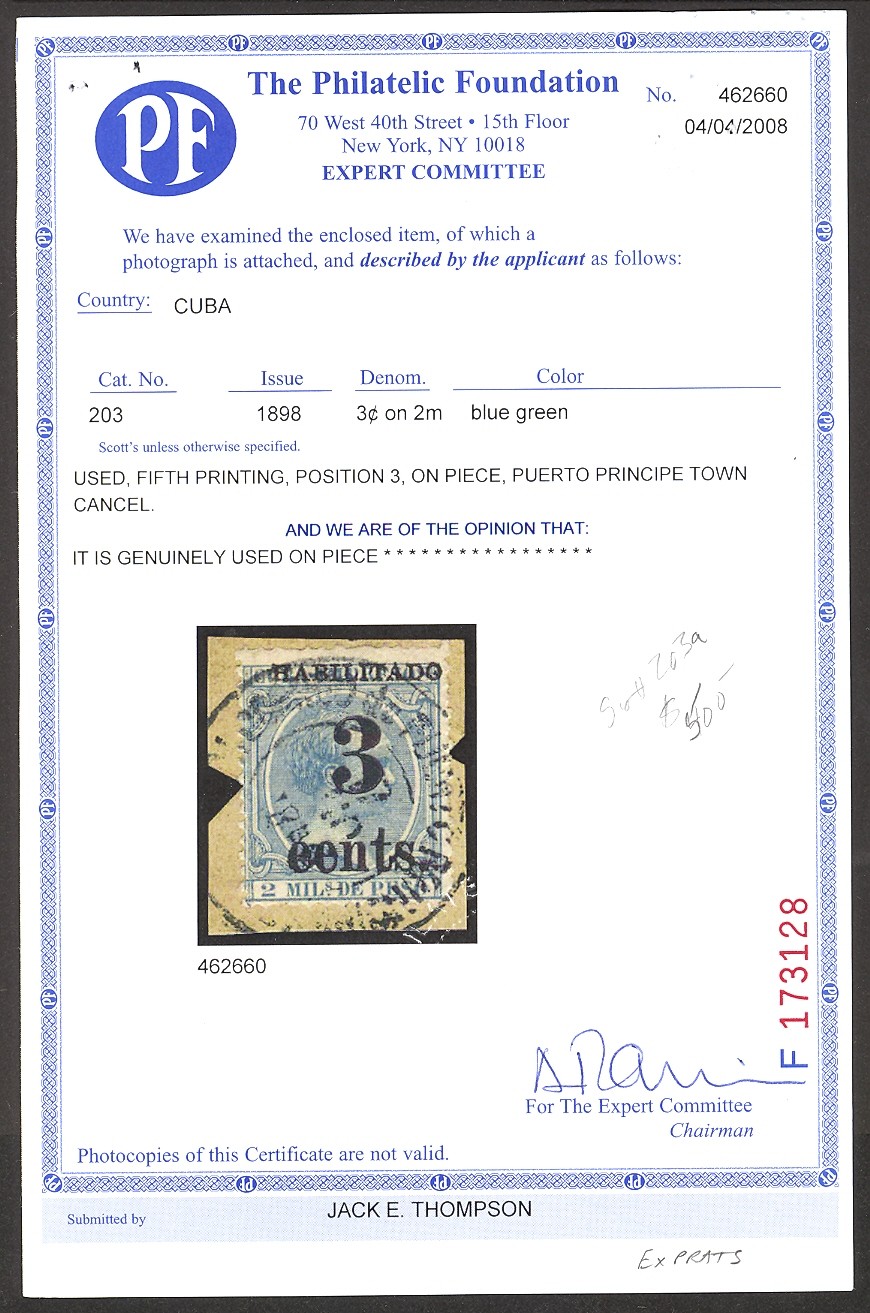 PF
The Philatelic Foundation
70 West 40th Street • 15th Floor
New York, NY 10018
EXPERT COMMITTEE
No. 462660
04/04/2008
We have examined the enclosed item, of which a
photograph is attached, and described by the applicant as follows:
Country: CUBA
Cat. No. Issue Denom. Color
203 1898 3¢ on 2m blue green
Scott's unless otherwise specified.
USED, FIFTH PRINTING, POSITION 3, ON PIECE, PUERTO PRINCIPE TOWN
CANCEL.
AND WE ARE OF THE OPINION THAT:
IT IS GENUINELY USED ON PIECE * * * * * * * * * * * * * * * * *
Scott 203a
HABILITADO
3
cents.
2 MILS DE PESO
462660
F 173128
For The Expert Committee
Chairman
Photocopies of this Certificate are not valid.
Submitted by JACK E. THOMPSON
Ex PRATS